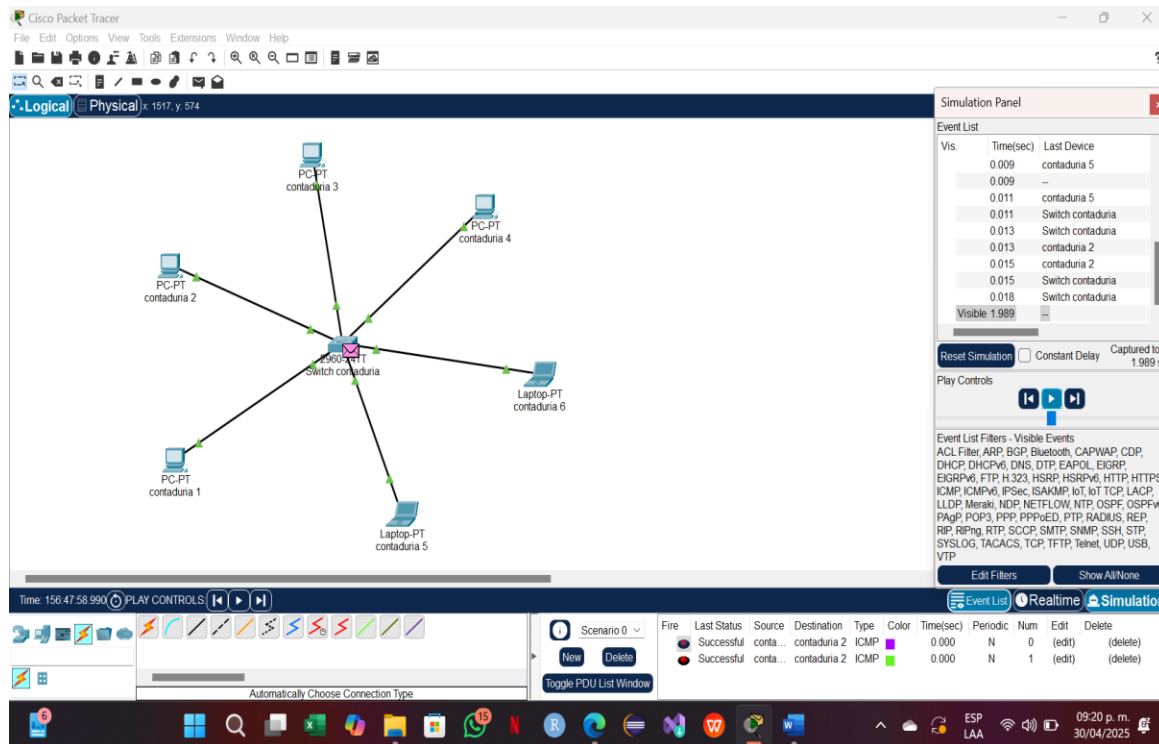 Cisco Packet Tracer
File Edit Options View Tools Extensions Window Help
Logical Physical x: 1517, y: 574
PC-PT
contaduria 3
PC-PT
contaduria 4
PC-PT
contaduria 2
2960-24TT
Switch contaduria
Laptop-PT
contaduria 6
PC-PT
contaduria 1
Laptop-PT
contaduria 5
Simulation Panel
Event List
Vis. Time(sec) Last Device
0.009 contaduria 5
0.009 --
0.011 contaduria 5
0.011 Switch contaduria
0.013 Switch contaduria
0.013 contaduria 2
0.015 contaduria 2
0.015 Switch contaduria
0.018 Switch contaduria
Visible 1.989 --
Reset Simulation Constant Delay Captured to
1.989 s
Play Controls
Event List Filters - Visible Events
ACL Filter, ARP, BGP, Bluetooth, CAPWAP, CDP,
DHCP, DHCPv6, DNS, DTP, EAPOL, EIGRP,
EIGRPv6, FTP, H.323, HSRP, HSRPv6, HTTP, HTTPS
ICMP, ICMPv6, IPSec, ISAKMP, IoT, IoT TCP, LACP,
LLDP, Meraki, NDP, NETFLOW, NTP, OSPF, OSPFv6
PAgP, POP3, PPP, PPPoED, PTP, RADIUS, REP,
RIP, RIPng, RTP, SCCP, SMTP, SNMP, SSH, STP,
SYSLOG, TACACS, TCP, TFTP, Telnet, UDP, USB,
VTP
Edit Filters Show All/None
Time: 156:47:58.990 PLAY CONTROLS:
Event List Realtime Simulation
Automatically Choose Connection Type
Scenario 0
New Delete
Toggle PDU List Window
Fire Last Status Source Destination Type Color Time(sec) Periodic Num Edit Delete
Successful conta... contaduria 2 ICMP 0.000 N 0 (edit) (delete)
Successful conta... contaduria 2 ICMP 0.000 N 1 (edit) (delete)
6
15
ESP
LAA
09:20 p. m.
30/04/2025